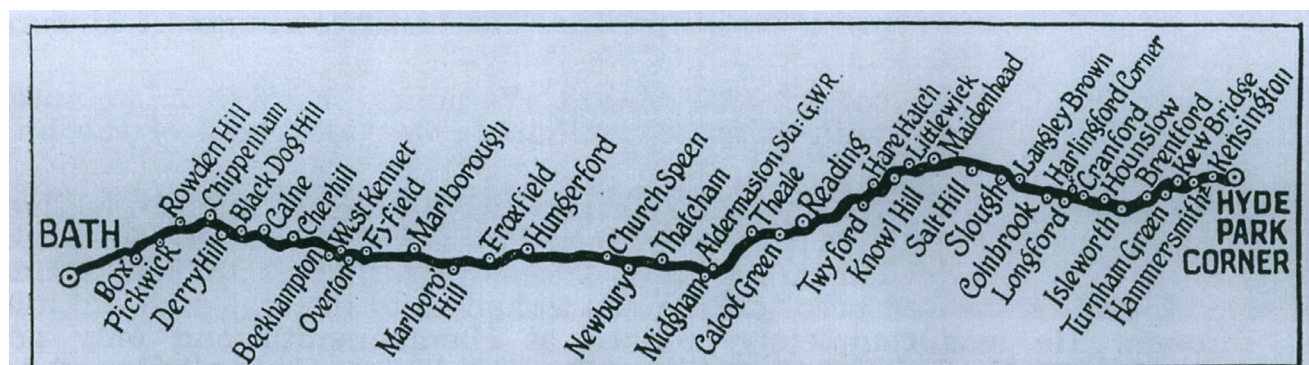 BATH
Box
Pickwick
Rowden Hill
Chippenham
Derry Hill
Black Dog Hill
Calne
Cherhill
Beckhampton
West Kennet
Overton
Fyfield
Marlborough
Marlboro'
Hill
Froxfield
Hungerford
Church Speen
Newbury
Thatcham
Midgham
Aldermaston Sta. G.W.R.
Theale
Calcot Green
Reading
Twyford
Hare Hatch
Knowl Hill
Littlewick
Maidenhead
Salt Hill
Slough
Langley Brown
Colnbrook
Longford
Harlingford Corner
Cranford
Hounslow
Isleworth
Brentford
Turnham Green
Kew Bridge
Hammersmith
Kensington
HYDE
PARK
CORNER